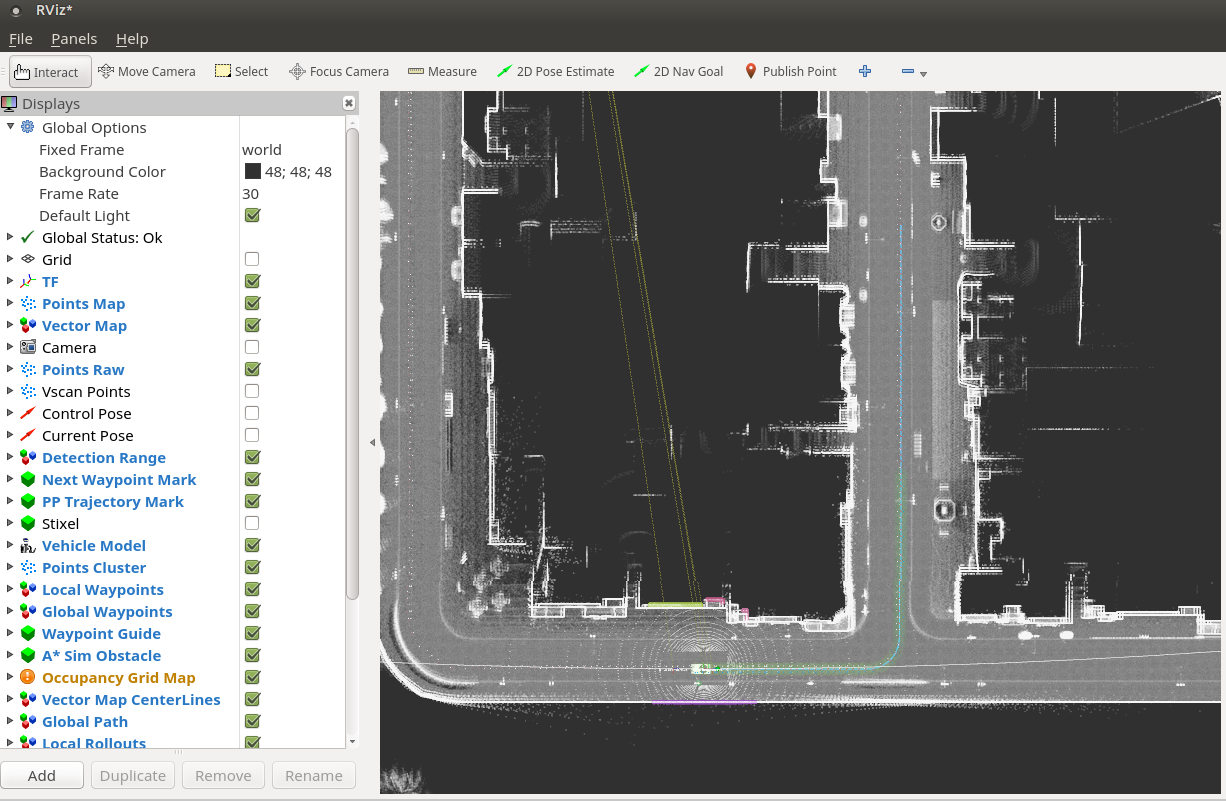 RViz*
File Panels Help
Interact Move Camera Select Focus Camera Measure 2D Pose Estimate 2D Nav Goal Publish Point
Displays
Global Options
Fixed Frame world
Background Color 48; 48; 48
Frame Rate 30
Default Light
Global Status: Ok
Grid
TF
Points Map
Vector Map
Camera
Points Raw
Vscan Points
Control Pose
Current Pose
Detection Range
Next Waypoint Mark
PP Trajectory Mark
Stixel
Vehicle Model
Points Cluster
Local Waypoints
Global Waypoints
Waypoint Guide
A* Sim Obstacle
Occupancy Grid Map
Vector Map CenterLines
Global Path
Local Rollouts
Add Duplicate Remove Rename